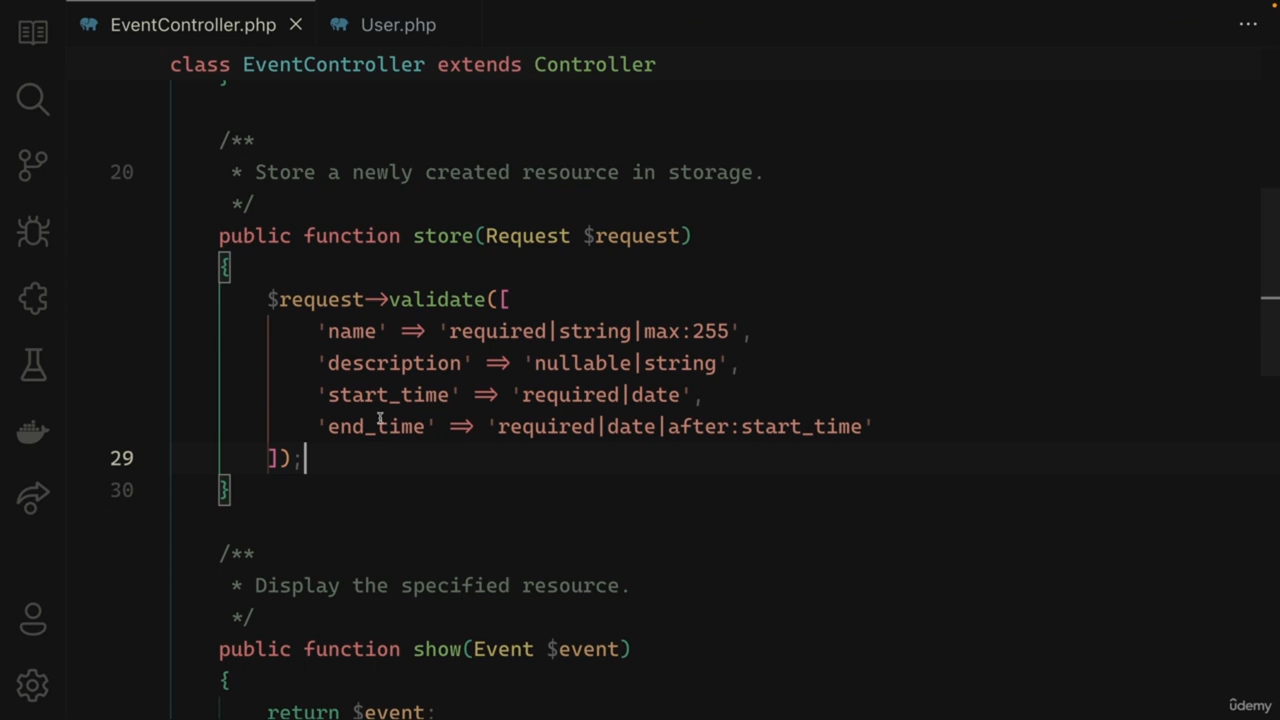 EventController.php
User.php
class EventController extends Controller
}
/**
20 * Store a newly created resource in storage.
*/
public function store(Request $request)
{
$request->validate([
'name' => 'required|string|max:255',
'description' => 'nullable|string',
'start_time' => 'required|date',
'end_time' => 'required|date|after:start_time'
29 ]);
30 }
/**
* Display the specified resource.
*/
public function show(Event $event)
{
return $event;
udemy